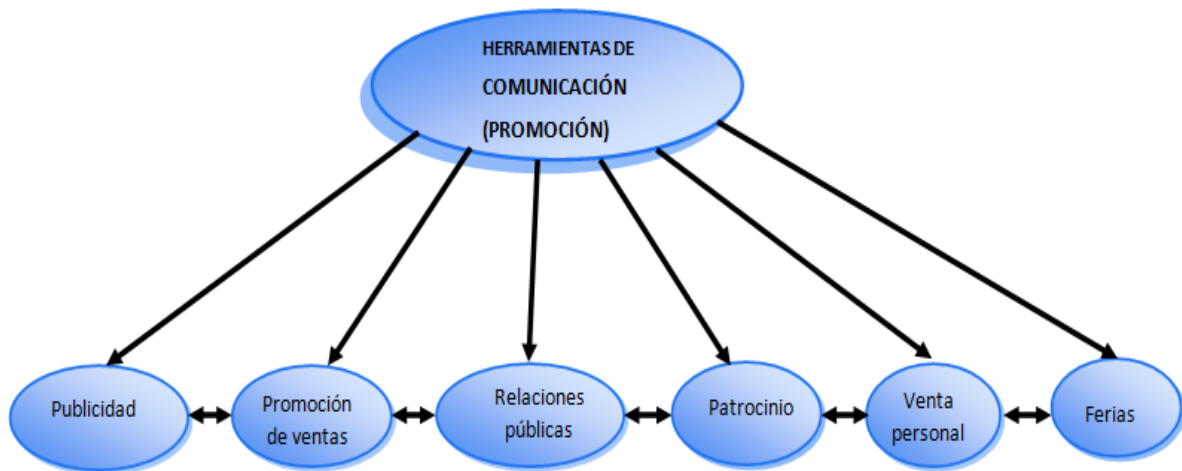 HERRAMIENTAS DE
COMUNICACIÓN
(PROMOCIÓN)
Publicidad
Promoción
de ventas
Relaciones
públicas
Patrocinio
Venta
personal
Ferias